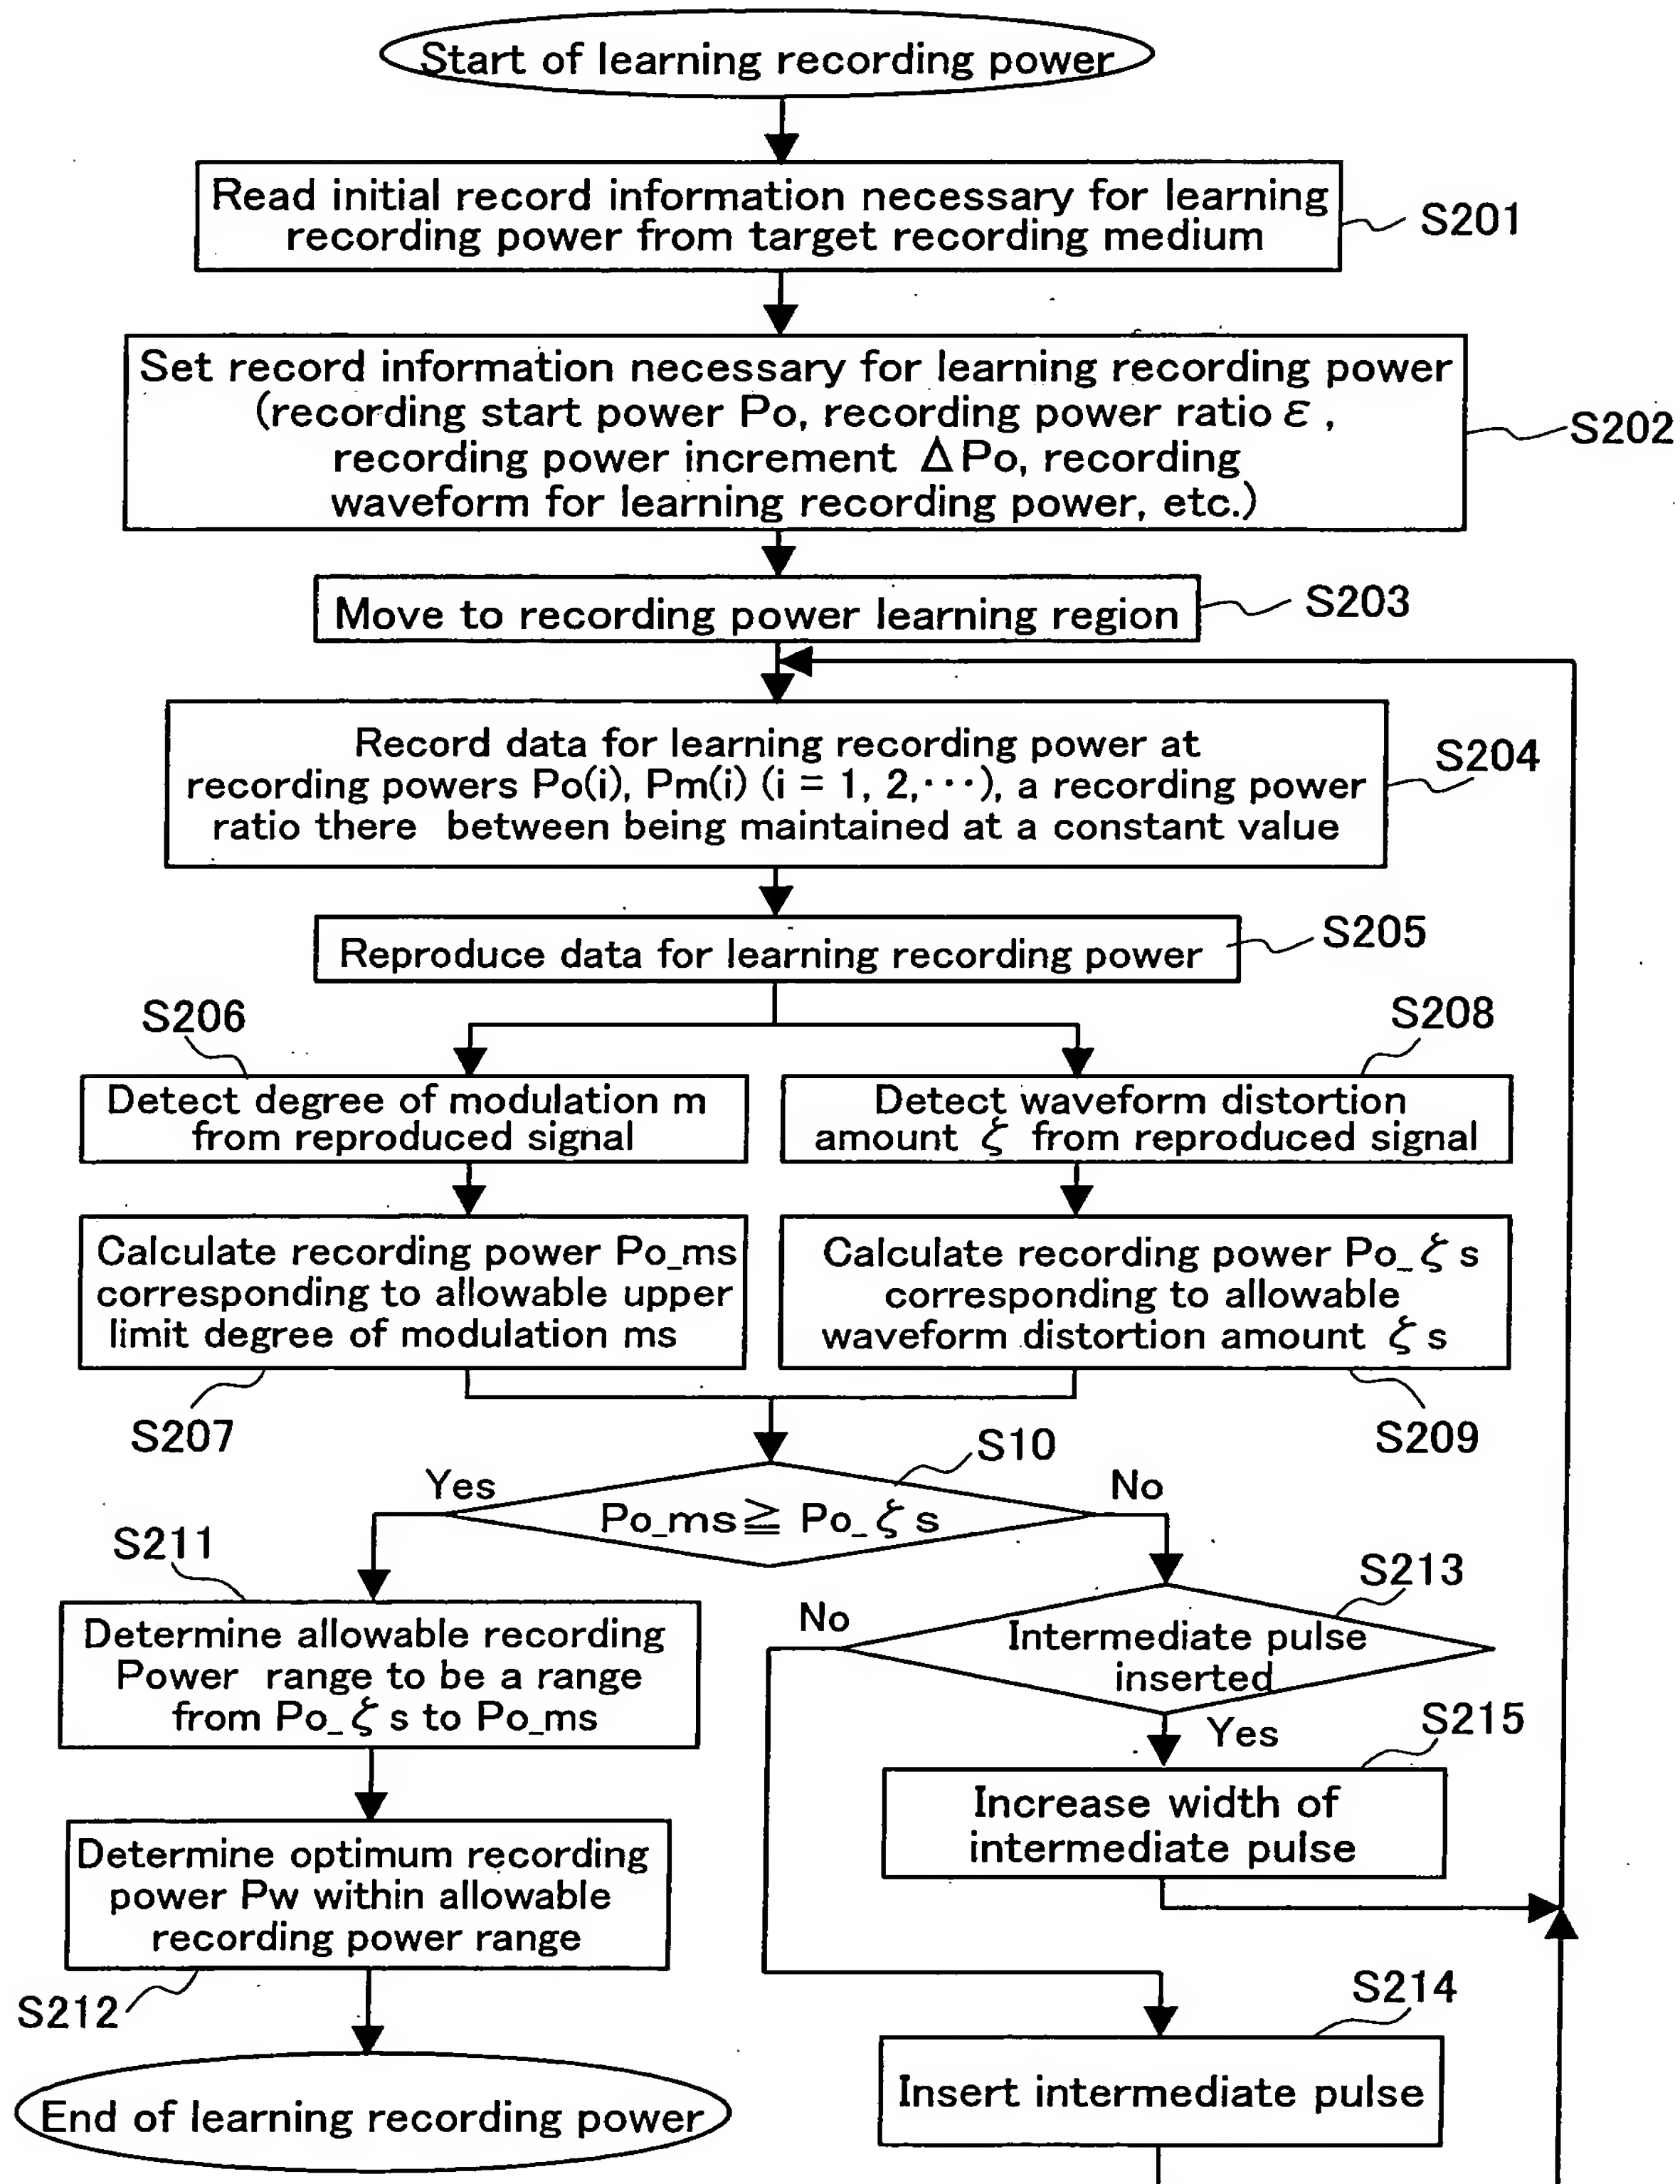 Start of learning recording power
Read initial record information necessary for learning
recording power from target recording medium
S201
Set record information necessary for learning recording power
(recording start power Po, recording power ratio ε ,
recording power increment ΔPo, recording
waveform for learning recording power, etc.)
S202
Move to recording power learning region
S203
Record data for learning recording power at
recording powers Po(i), Pm(i) (i = 1, 2,···), a recording power
ratio there between being maintained at a constant value
S204
Reproduce data for learning recording power
S205
S206
S208
Detect degree of modulation m
from reproduced signal
Detect waveform distortion
amount ζ from reproduced signal
Calculate recording power Po_ms
corresponding to allowable upper
limit degree of modulation ms
Calculate recording power Po_ζs
corresponding to allowable
waveform distortion amount ζs
S207
S209
S10
Yes
No
Po_ms≧ Po_ζs
S211
S213
Determine allowable recording
Power range to be a range
from Po_ζs to Po_ms
No
Intermediate pulse
inserted
Yes
S215
Increase width of
intermediate pulse
Determine optimum recording
power Pw within allowable
recording power range
S212
S214
Insert intermediate pulse
End of learning recording power